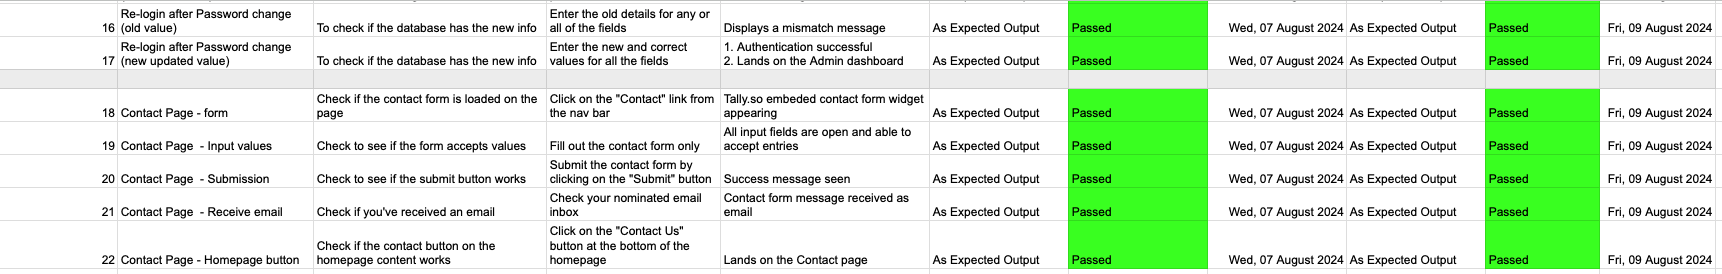 16 Re-login after Password change (old value) To check if the database has the new info Enter the old details for any or all of the fields Displays a mismatch message As Expected Output Passed Wed, 07 August 2024 As Expected Output Passed Fri, 09 August 2024
17 Re-login after Password change (new updated value) To check if the database has the new info Enter the new and correct values for all the fields 1. Authentication successful 2. Lands on the Admin dashboard As Expected Output Passed Wed, 07 August 2024 As Expected Output Passed Fri, 09 August 2024
18 Contact Page - form Check if the contact form is loaded on the page Click on the "Contact" link from the nav bar Tally.so embeded contact form widget appearing As Expected Output Passed Wed, 07 August 2024 As Expected Output Passed Fri, 09 August 2024
19 Contact Page - Input values Check to see if the form accepts values Fill out the contact form only All input fields are open and able to accept entries As Expected Output Passed Wed, 07 August 2024 As Expected Output Passed Fri, 09 August 2024
20 Contact Page - Submission Check to see if the submit button works Submit the contact form by clicking on the "Submit" button Success message seen As Expected Output Passed Wed, 07 August 2024 As Expected Output Passed Fri, 09 August 2024
21 Contact Page - Receive email Check if you've received an email Check your nominated email inbox Contact form message received as email As Expected Output Passed Wed, 07 August 2024 As Expected Output Passed Fri, 09 August 2024
22 Contact Page - Homepage button Check if the contact button on the homepage content works Click on the "Contact Us" button at the bottom of the homepage Lands on the Contact page As Expected Output Passed Wed, 07 August 2024 As Expected Output Passed Fri, 09 August 2024